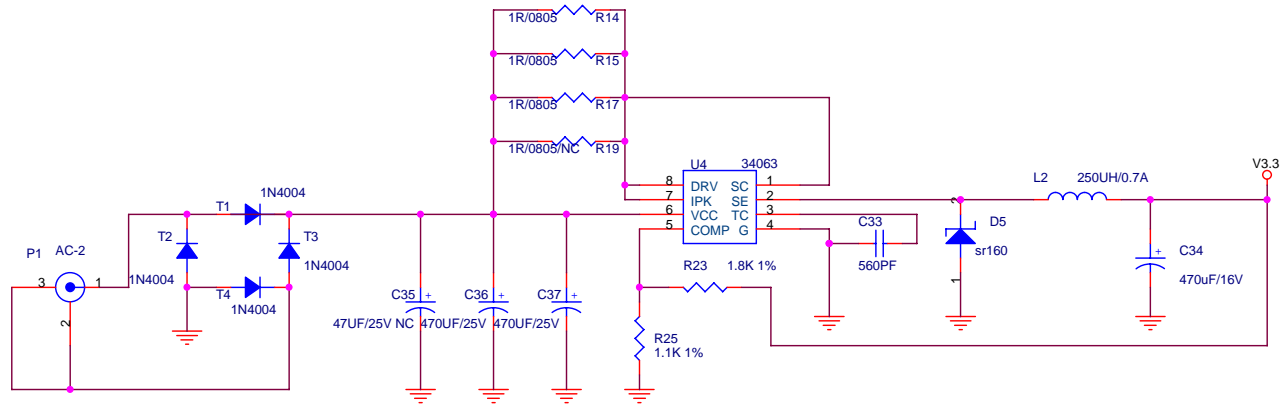 1R/0805 R14
1R/0805 R15
1R/0805 R17
1R/0805/NC R19
U4 34063
8 DRV SC 1
7 IPK SE 2
6 VCC TC 3
5 COMP G 4
V3.3
L2 250UH/0.7A
1N4004
T1
T2
T3
1N4004
1N4004
T4
1N4004
P1 AC-2
3 1
2
C35
47UF/25V NC
C36
470UF/25V
C37
470UF/25V
R23 1.8K 1%
R25
1.1K 1%
C33
560PF
2
D5
sr160
1
C34
470uF/16V
+
+
+
+